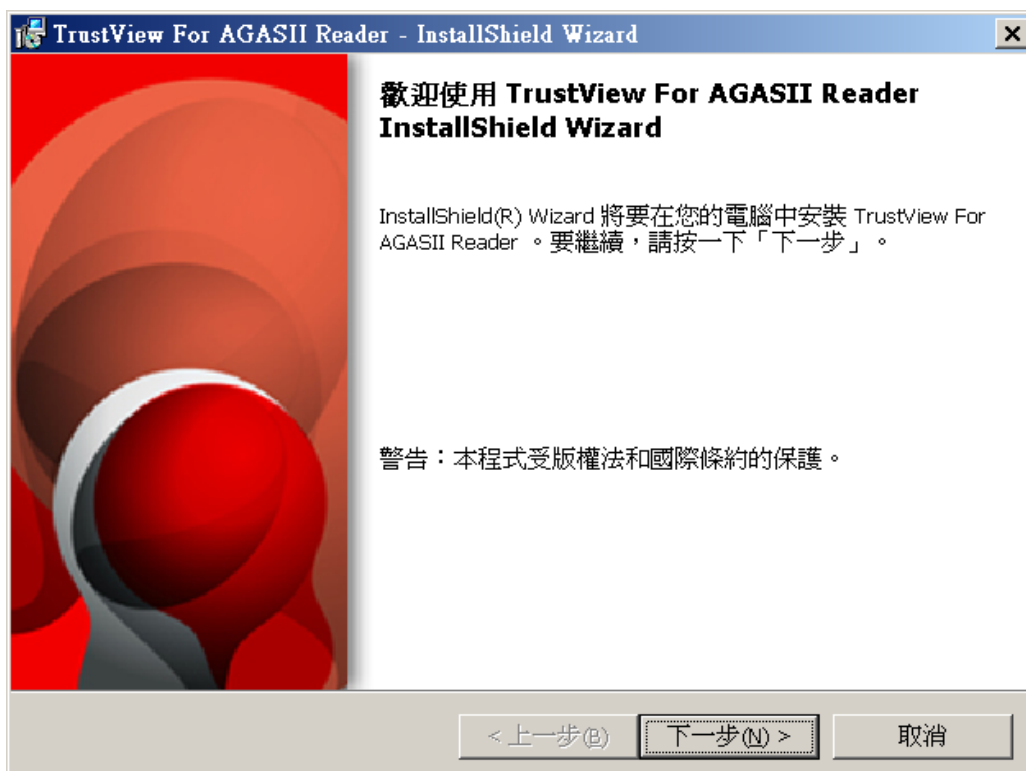 TrustView For AGASII Reader - InstallShield Wizard
歡迎使用 TrustView For AGASII Reader
InstallShield Wizard
InstallShield(R) Wizard 將要在您的電腦中安裝 TrustView For
AGASII Reader 。要繼續，請按一下「下一步」。
警告：本程式受版權法和國際條約的保護。
<上一步(B)
下一步(N) >
取消